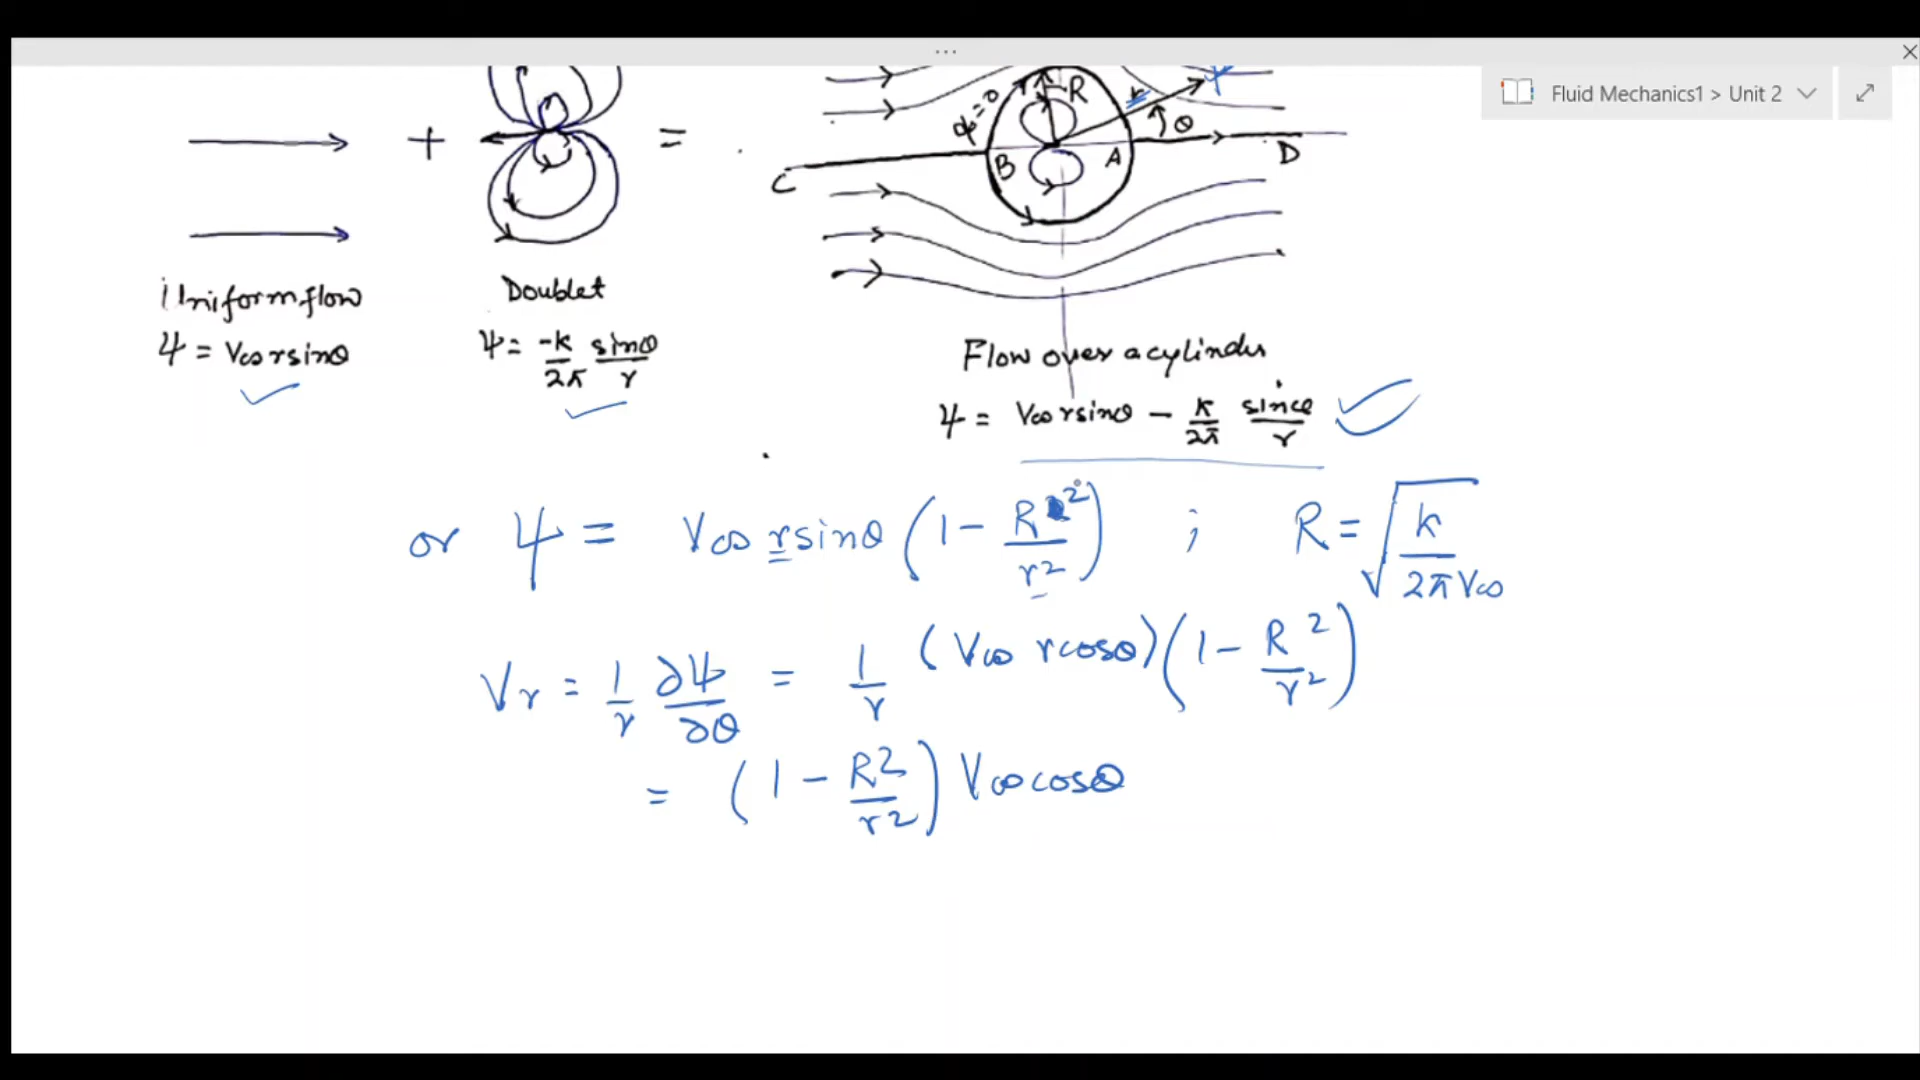 Fluid Mechanics1 > Unit 2
+ =
ψ=0 R r θ
C B A D
Uniform flow
Doublet
ψ = V∞ r sinθ
ψ = -k/2π sinθ/r
Flow over a cylinder
ψ = V∞ r sinθ – k/2π sinθ/r
or ψ = V∞ r sinθ (1 – R²/r²) ; R = √(k/2πV∞)
Vr = 1/r ∂ψ/∂θ = 1/r (V∞ r cosθ)(1 – R²/r²)
= (1 – R²/r²) V∞ cosθ